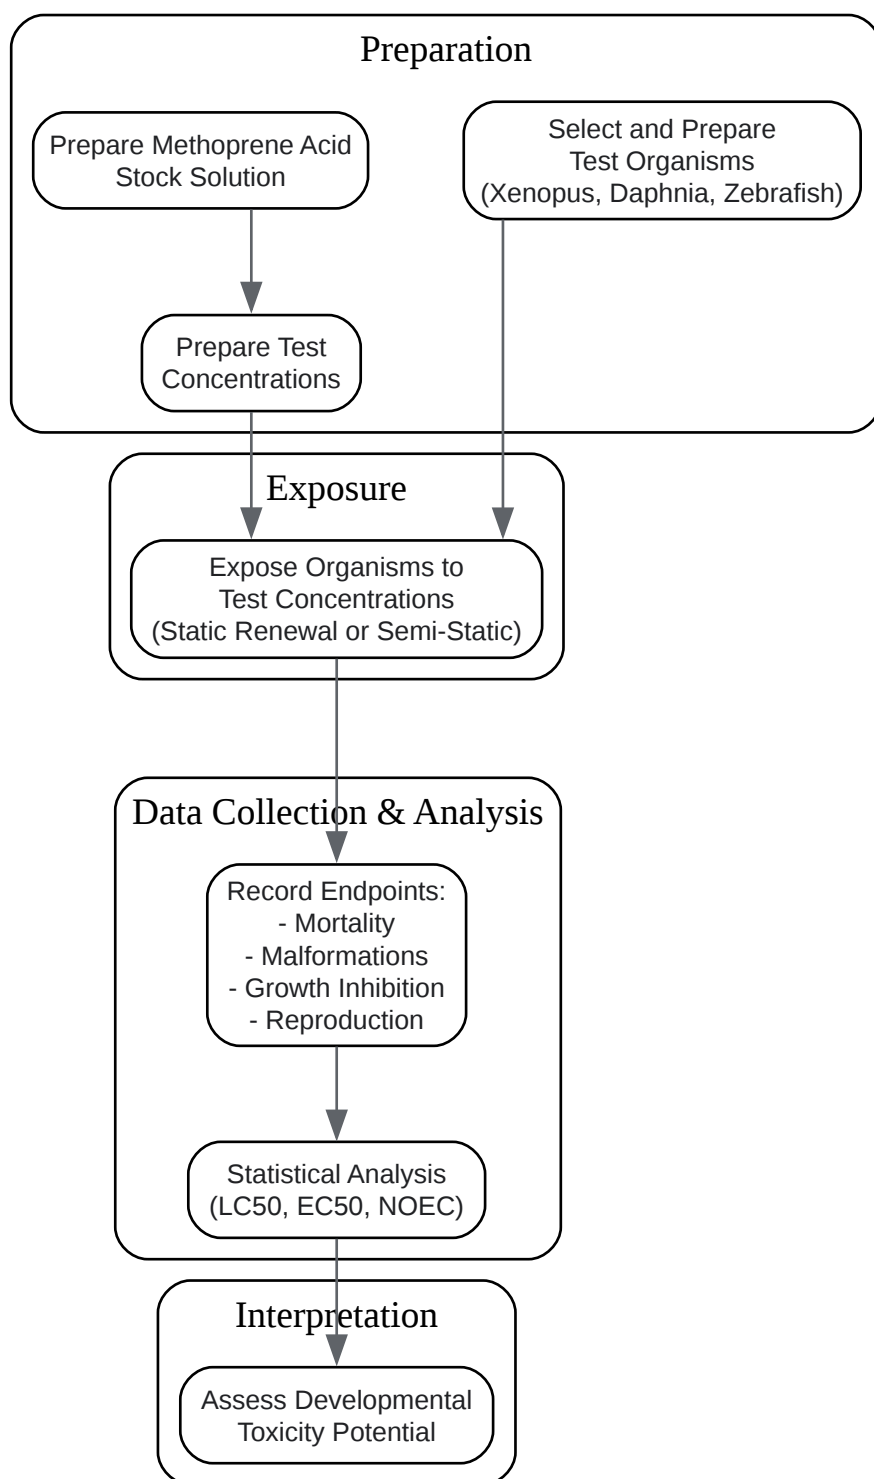 Preparation
Prepare Methoprene Acid
Stock Solution
Select and Prepare
Test Organisms
(Xenopus, Daphnia, Zebrafish)
Prepare Test
Concentrations
Exposure
Expose Organisms to
Test Concentrations
(Static Renewal or Semi-Static)
Data Collection & Analysis
Record Endpoints:
- Mortality
- Malformations
- Growth Inhibition
- Reproduction
Statistical Analysis
(LC50, EC50, NOEC)
Interpretation
Assess Developmental
Toxicity Potential